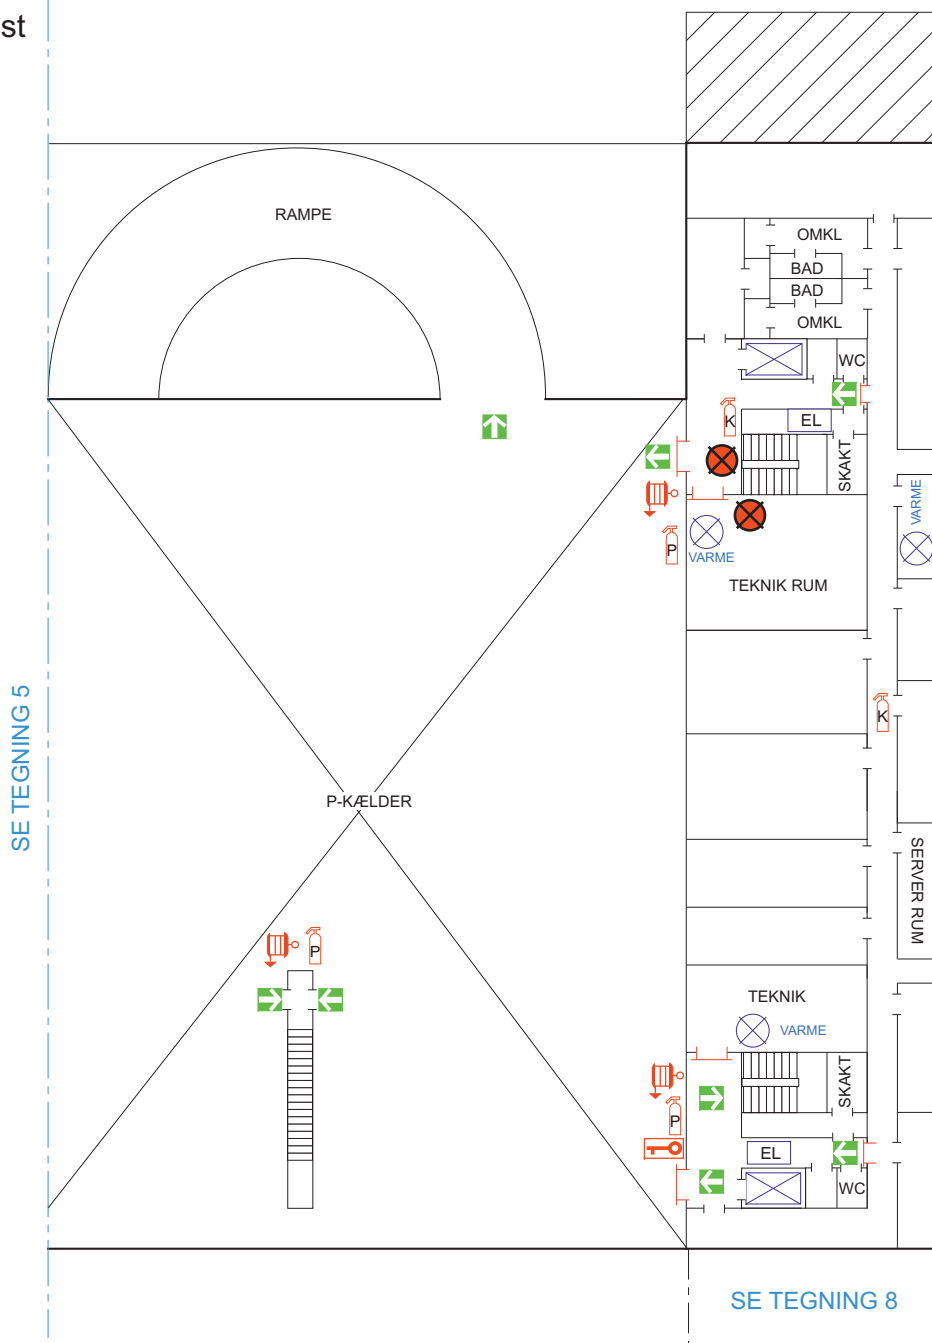 st
RAMPE
OMKL
BAD
BAD
OMKL
WC
K
EL
SKAKT
VARME
P
VARME
TEKNIK RUM
SE TEGNING 5
K
P-KÆLDER
SERVER RUM
P
TEKNIK
VARME
SKAKT
P
EL
WC
SE TEGNING 8